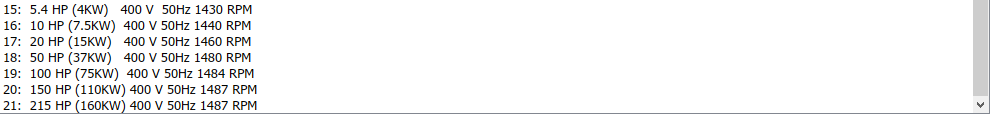 15:  5.4 HP (4KW)   400 V  50Hz 1430 RPM
16:  10 HP (7.5KW)  400 V 50Hz 1440 RPM
17:  20 HP (15KW)   400 V 50Hz 1460 RPM
18:  50 HP (37KW)   400 V 50Hz 1480 RPM
19:  100 HP (75KW)  400 V 50Hz 1484 RPM
20:  150 HP (110KW) 400 V 50Hz 1487 RPM
21:  215 HP (160KW) 400 V 50Hz 1487 RPM